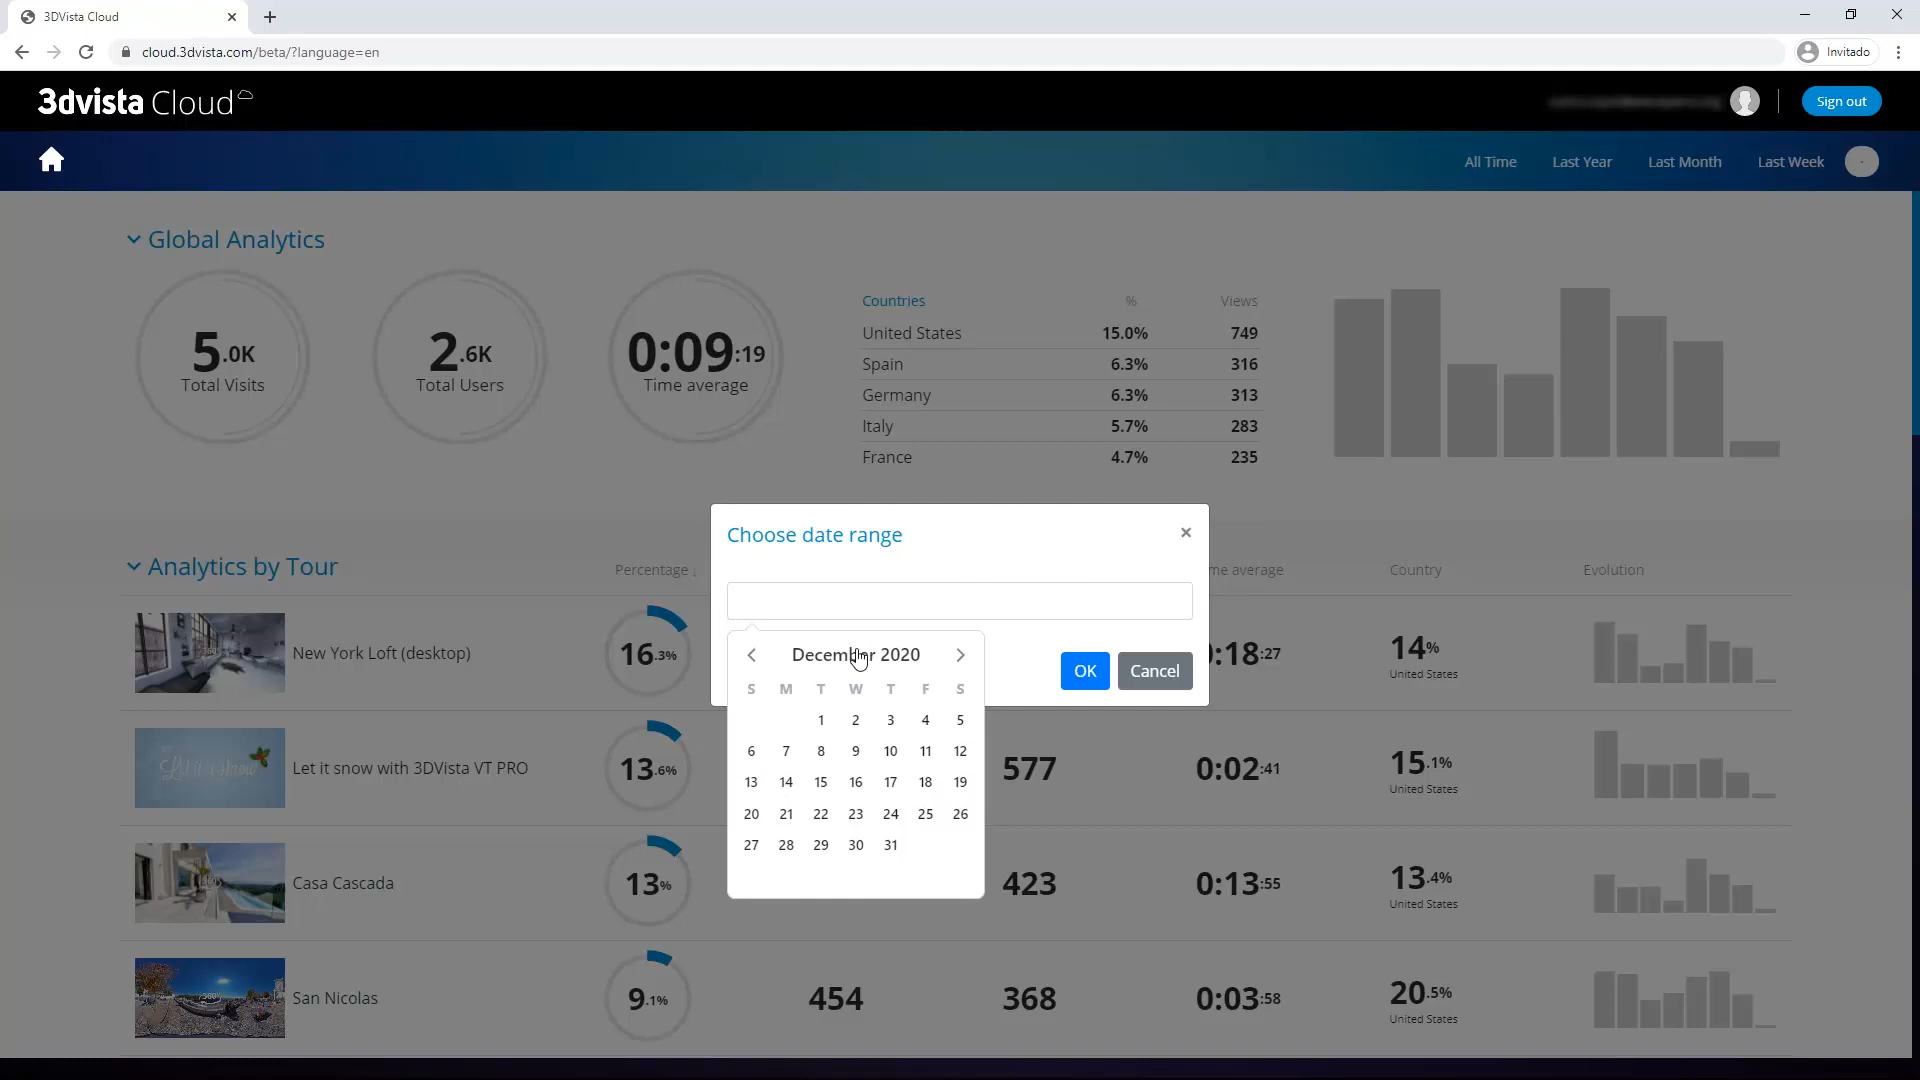 3DVista Cloud
cloud.3dvista.com/beta/?language=en
Invitado
3dvista Cloud
Sign out
All Time Last Year Last Month Last Week
Global Analytics
5.0K
Total Visits
2.6K
Total Users
0:09:19
Time average
Countries % Views
United States 15.0% 749
Spain 6.3% 316
Germany 6.3% 313
Italy 5.7% 283
France 4.7% 235
Choose date range
OK Cancel
December 2020
S M T W T F S
1 2 3 4 5
6 7 8 9 10 11 12
13 14 15 16 17 18 19
20 21 22 23 24 25 26
27 28 29 30 31
Analytics by Tour
Percentage ↓ me average Country Evolution
New York Loft (desktop) 16.3% :18:27 14%
United States
Let it snow with 3DVista VT PRO 13.6% 577 0:02:41 15.1%
United States
Casa Cascada 13% 423 0:13:55 13.4%
United States
San Nicolas 9.1% 454 368 0:03:58 20.5%
United States